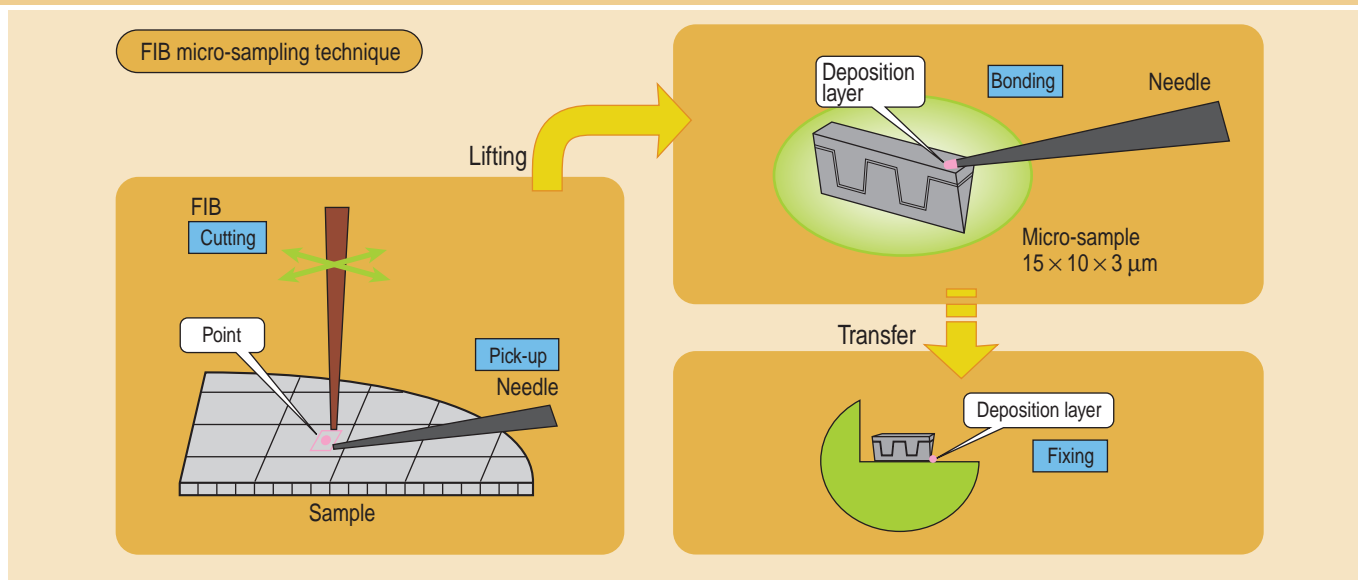 FIB micro-sampling technique
Lifting
FIB
Cutting
Point
Pick-up
Needle
Sample
Deposition
layer
Bonding
Needle
Micro-sample
15 × 10 × 3 μm
Transfer
Deposition layer
Fixing